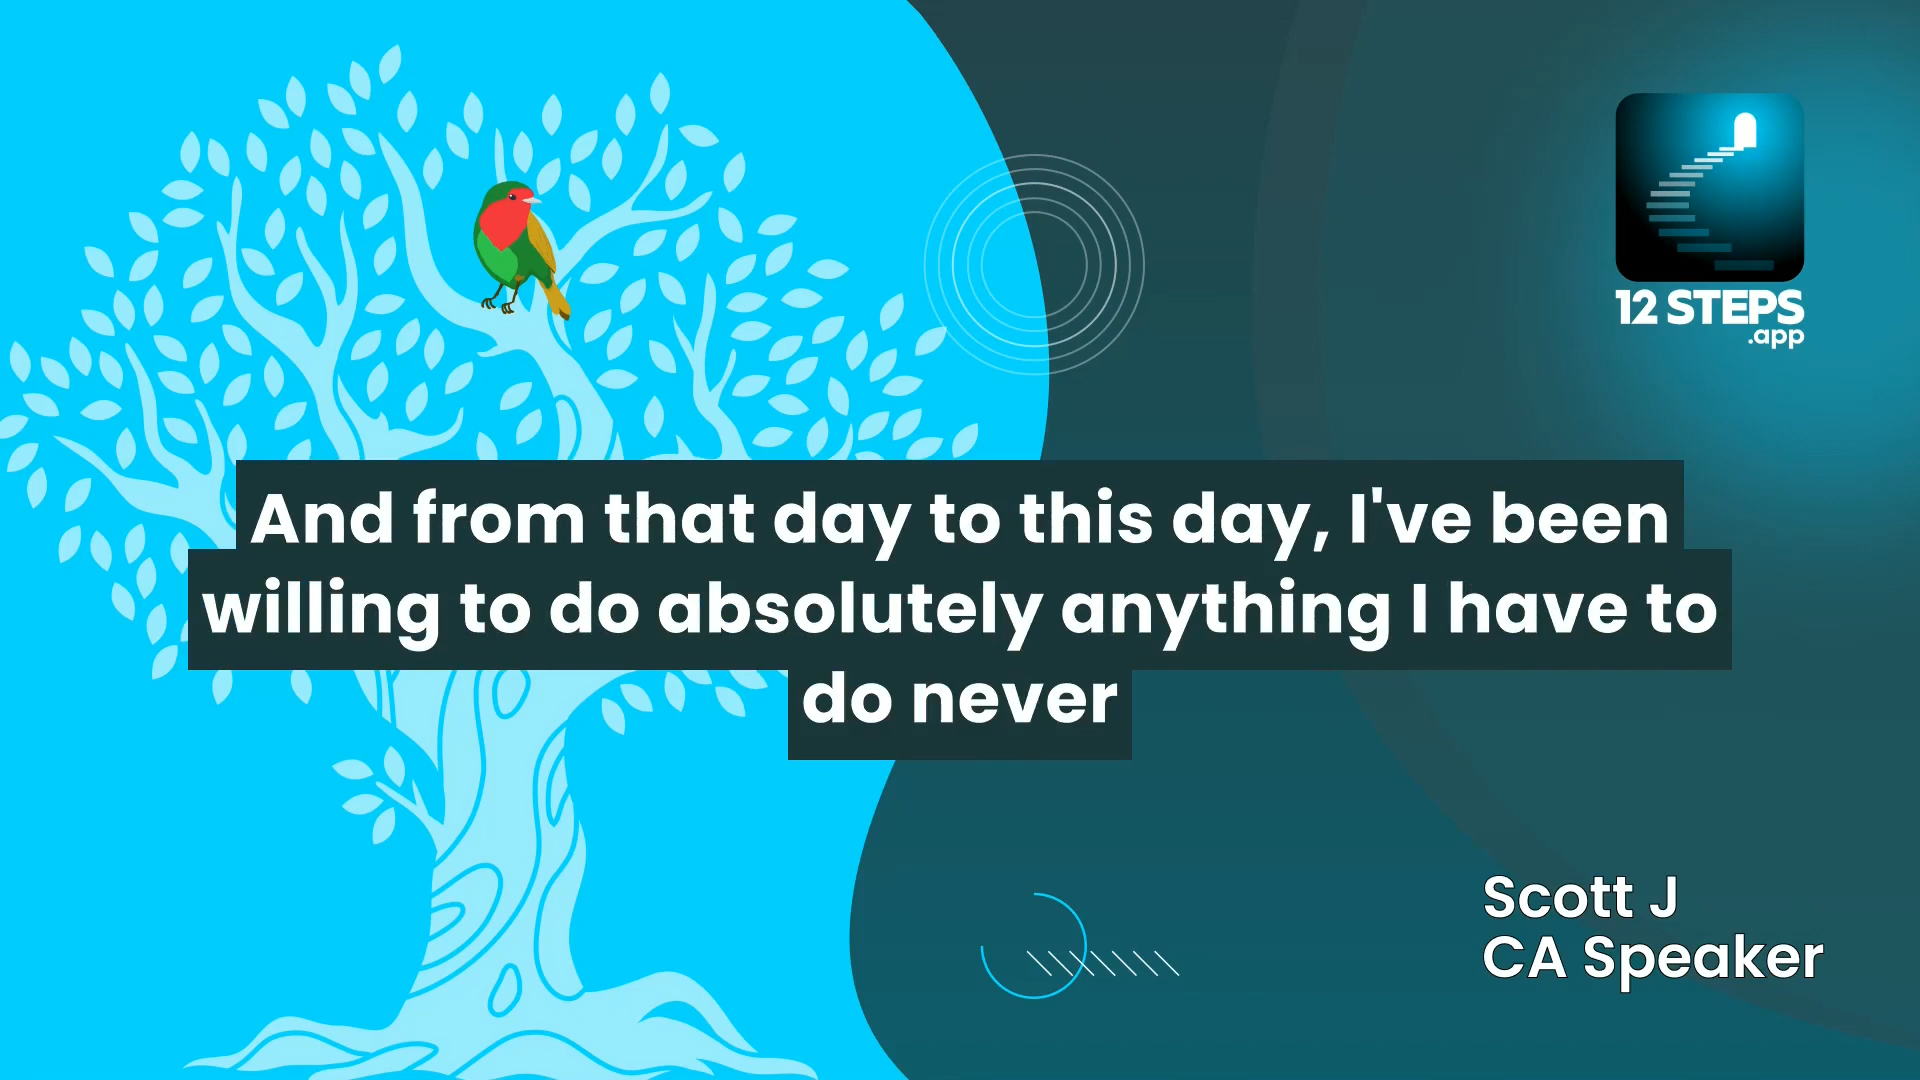 12 STEPS
.app
And from that day to this day, I've been
willing to do absolutely anything I have to
do never
Scott J
CA Speaker